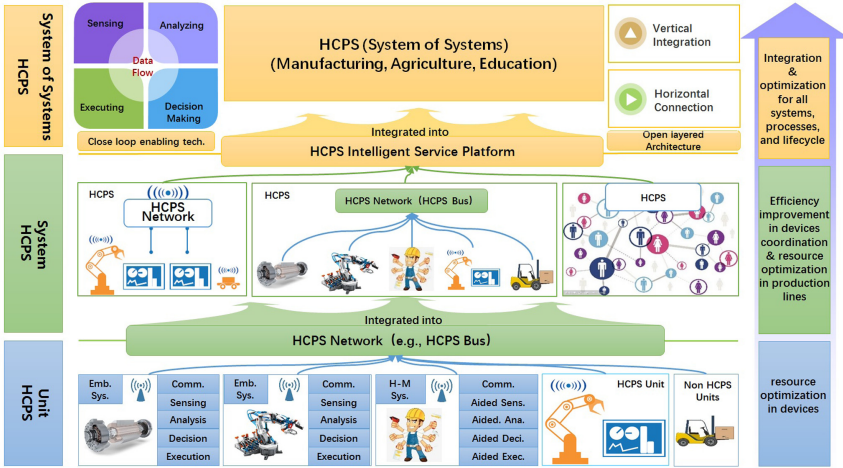 System of Systems
HCPS
Sensing
Analyzing
Data
Flow
Executing
Decision
Making
Close loop enabling tech.
HCPS (System of Systems)
(Manufacturing, Agriculture, Education)
Integrated into
HCPS Intelligent Service Platform
Vertical
Integration
Horizontal
Connection
Open layered
Architecture
Integration
&
optimization
for all
systems,
processes,
and lifecycle
System
HCPS
HCPS
HCPS
Network
HCPS
HCPS Network (HCPS Bus)
HCPS
Efficiency
improvement
in devices
coordination
& resource
optimization
in production
lines
Integrated into
HCPS Network (e.g., HCPS Bus)
Unit
HCPS
Emb.
Sys.
Comm.
Sensing
Analysis
Decision
Execution
Emb.
Sys.
Comm.
Sensing
Analysis
Decision
Execution
H-M
Sys.
Comm.
Aided Sens.
Aided. Ana.
Aided Deci.
Aided Exec.
HCPS Unit
Non HCPS
Units
resource
optimization
in devices